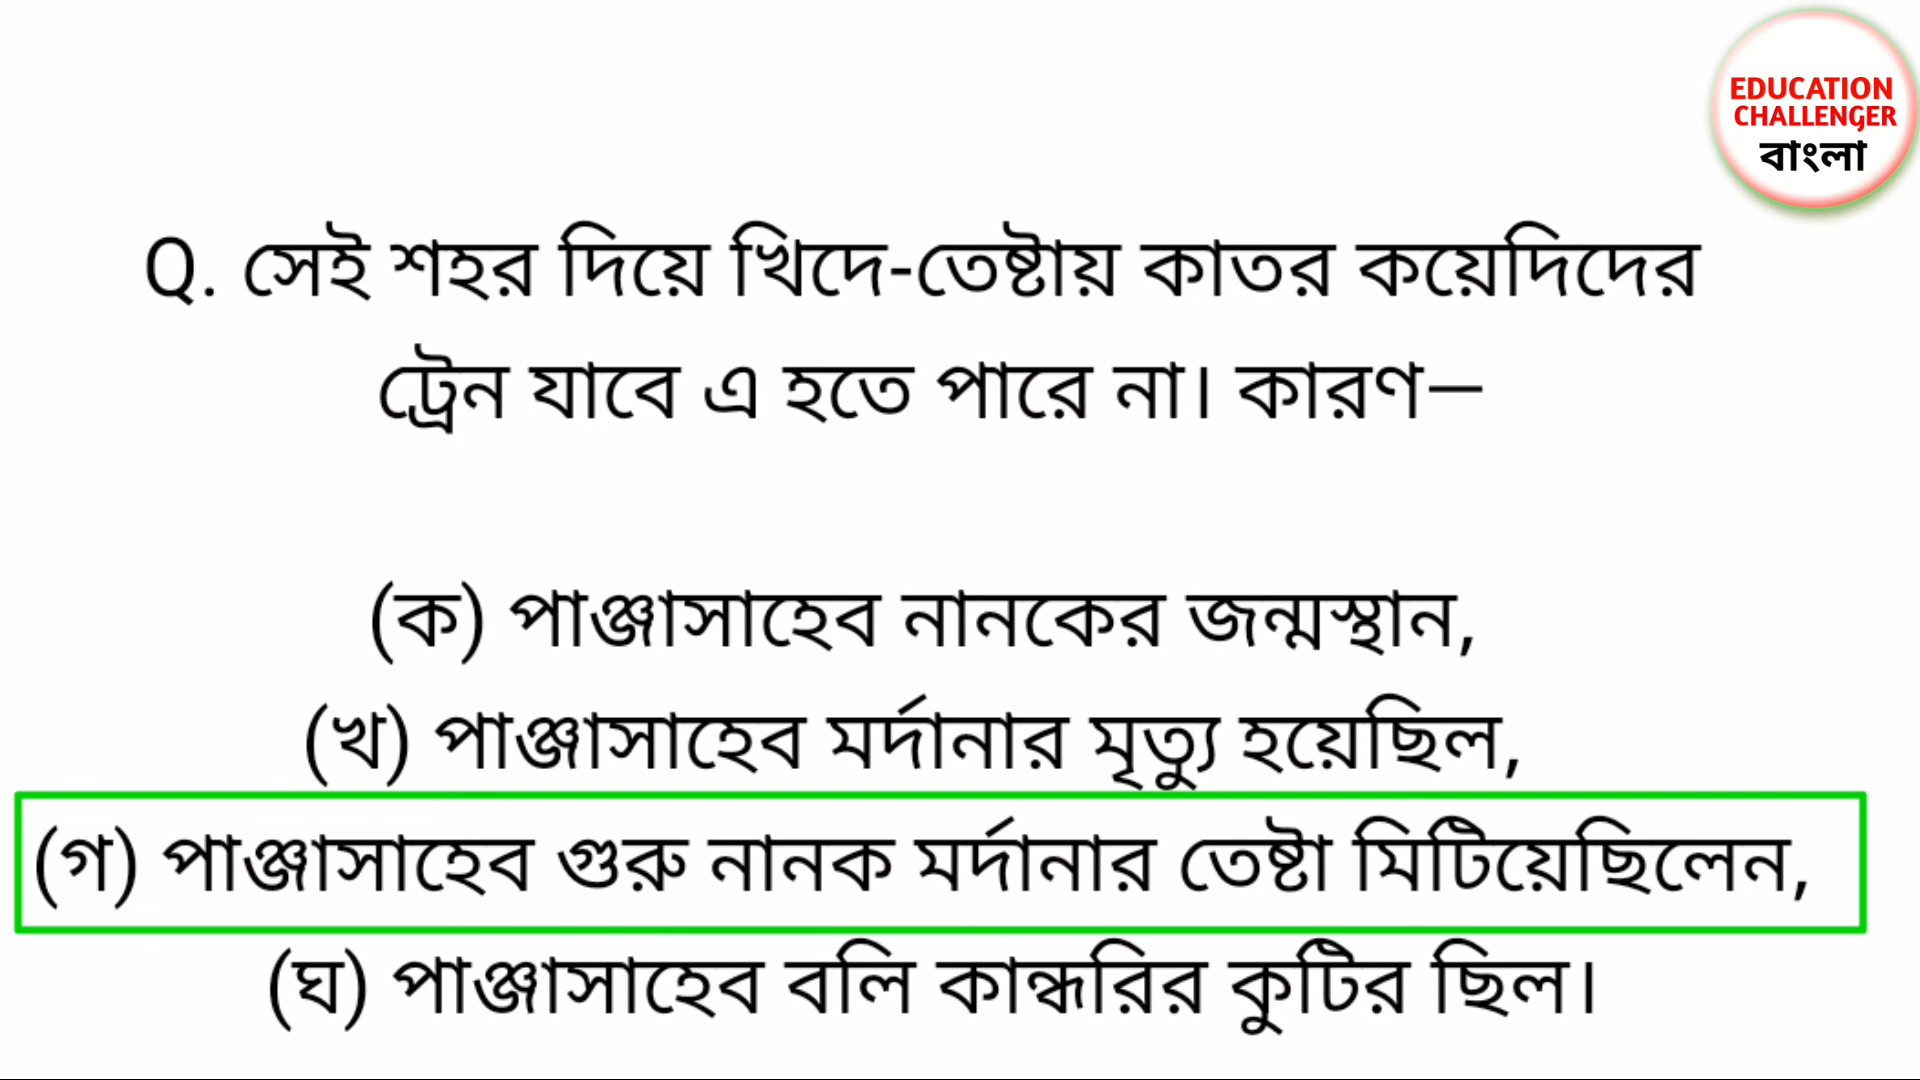 EDUCATION
CHALLENGER
বাংলা
Q. সেই শহর দিয়ে খিদে-তেষ্টায় কাতর কয়েদিদের
ট্রেন যাবে এ হতে পারে না। কারণ—
(ক) পাঞ্জাসাহেব নানকের জন্মস্থান,
(খ) পাঞ্জাসাহেব মর্দানার মৃত্যু হয়েছিল,
(গ) পাঞ্জাসাহেব গুরু নানক মর্দানার তেষ্টা মিটিয়েছিলেন,
(ঘ) পাঞ্জাসাহেব বলি কান্ধরির কুটির ছিল।